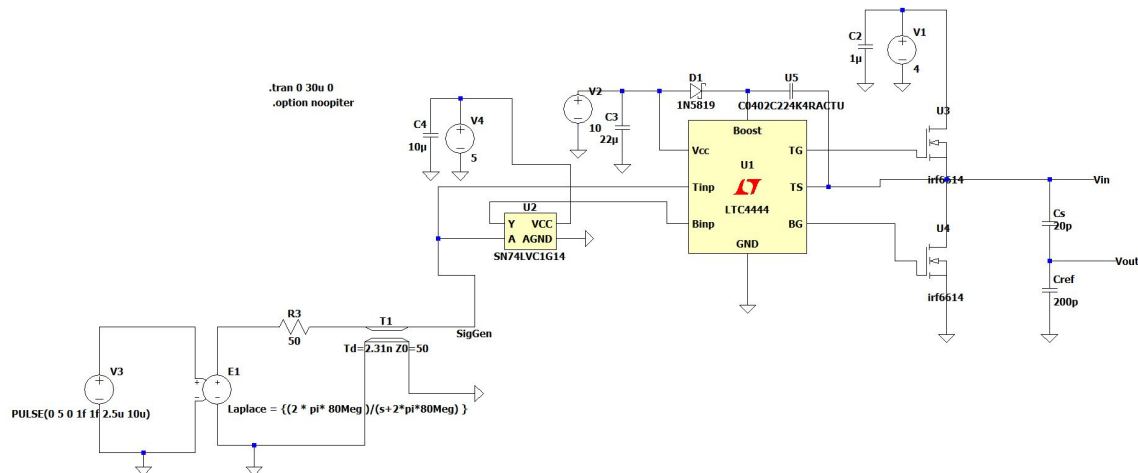 .tran 0 30u 0
.option noopiter
C4
10µ
V4
5
V2
10
C3
22µ
D1
1N5819
U5
C0402C224K4RACTU
C2
1µ
V1
4
U3
irf6614
Boost
Vcc
TG
U1
Tinp
TS
LTC4444
Binp
BG
GND
U2
Y VCC
A AGND
SN74LVC1G14
U4
irf6614
Vin
Cs
20p
Vout
Cref
200p
R3
50
T1
Td=2.31n Z0=50
SigGen
V3
PULSE(0 5 0 1f 1f 2.5u 10u)
E1
Laplace = {(2 * pi* 80Meg )/(s+2*pi*80Meg) }